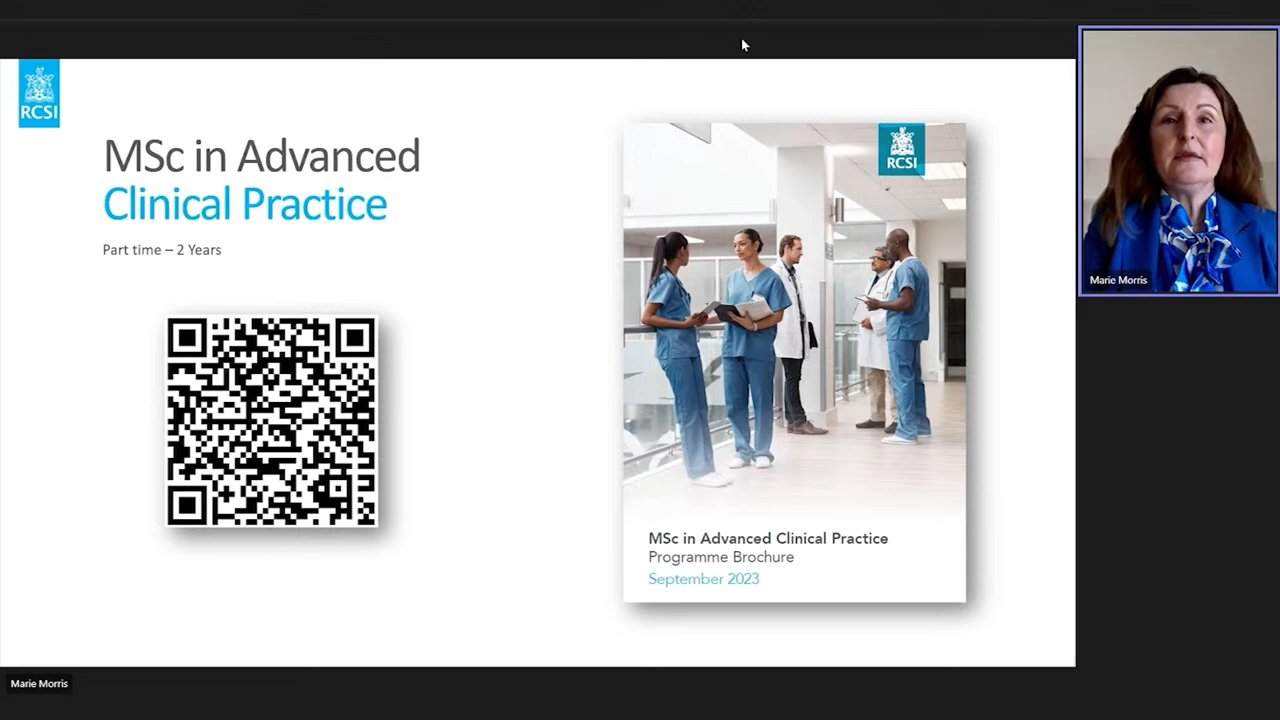 RCSI
MSc in Advanced
Clinical Practice
Part time – 2 Years
RCSI
MSc in Advanced Clinical Practice
Programme Brochure
September 2023
Marie Morris
Marie Morris